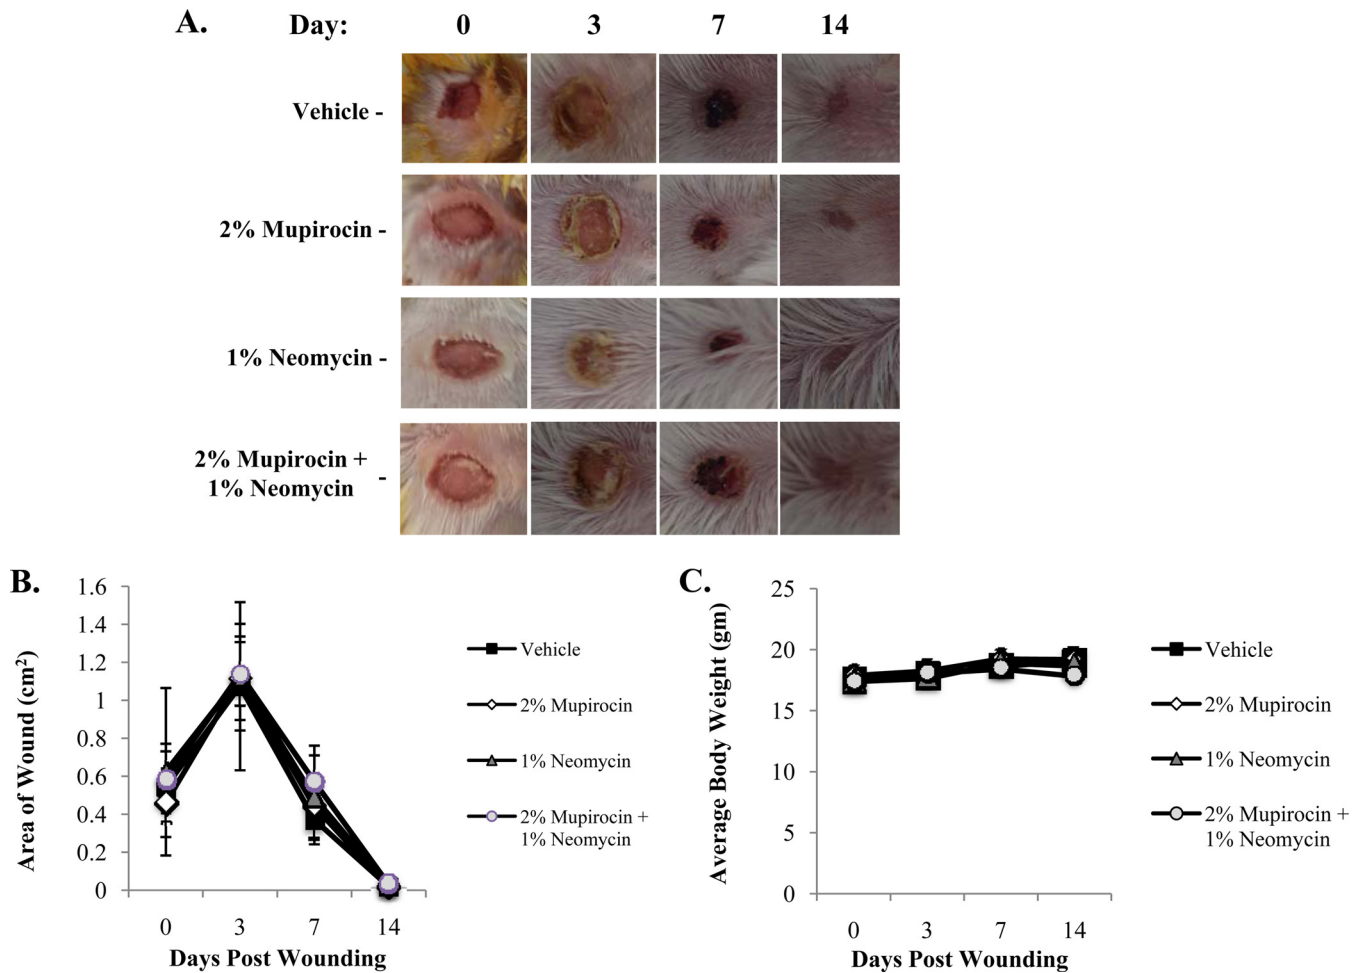 A. Day: 0 3 7 14
Vehicle -
2% Mupirocin -
1% Neomycin -
2% Mupirocin +
1% Neomycin -
B.
1.6
1.4
1.2
1
0.8
0.6
0.4
0.2
0
0 3 7 14
Area of Wound (cm²)
Days Post Wounding
Vehicle
2% Mupirocin
1% Neomycin
2% Mupirocin +
1% Neomycin
C.
25
20
15
10
5
0
0 3 7 14
Average Body Weight (gm)
Days Post Wounding
Vehicle
2% Mupirocin
1% Neomycin
2% Mupirocin +
1% Neomycin